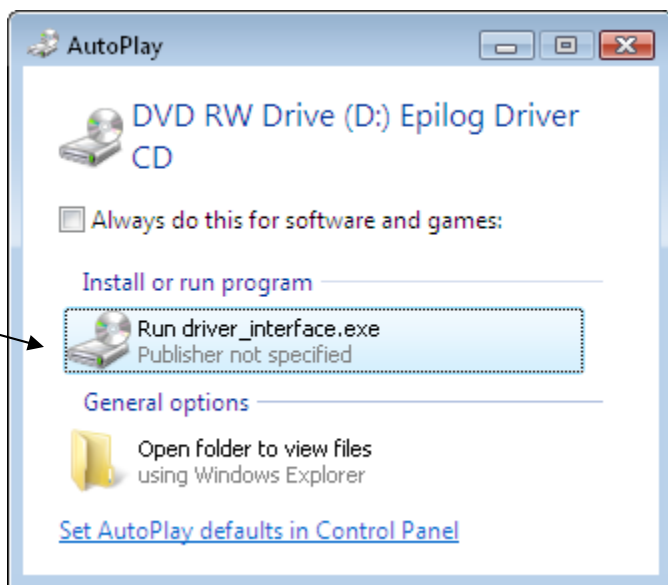 AutoPlay
DVD RW Drive (D:) Epilog Driver
CD
Always do this for software and games:
Install or run program
Run driver_interface.exe
Publisher not specified
General options
Open folder to view files
using Windows Explorer
Set AutoPlay defaults in Control Panel